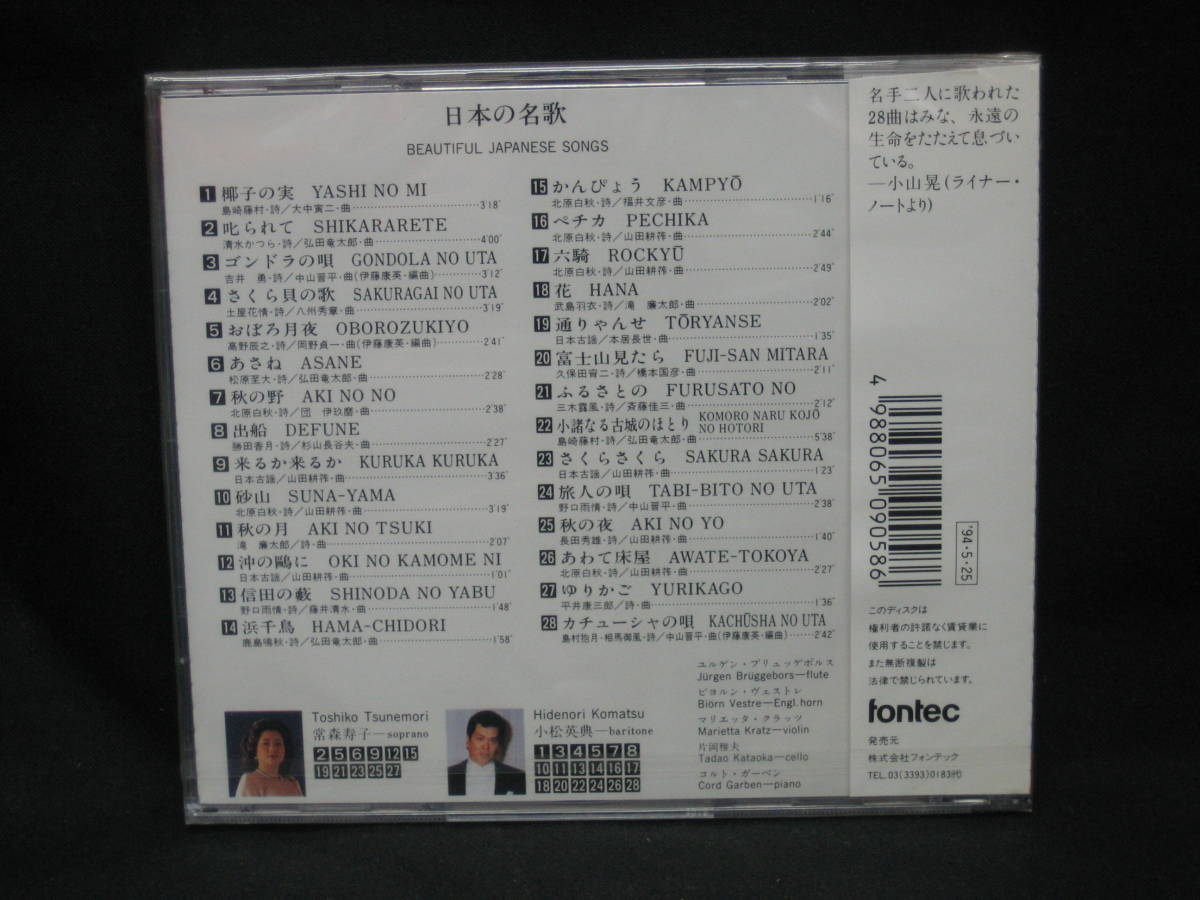 日本の名歌
BEAUTIFUL JAPANESE SONGS
1 椰子の実 YASHI NO MI
島崎藤村・詩/大中寅二・曲 3'18"
2 叱られて SHIKARARETE
清水かつら・詩/弘田竜太郎・曲 4'00"
3 ゴンドラの唄 GONDOLA NO UTA
吉井 勇・詩/中山晋平・曲(伊藤康英・編曲) 3'12"
4 さくら貝の歌 SAKURAGAI NO UTA
土屋花情・詩/八州秀章・曲 3'19"
5 おぼろ月夜 OBOROZUKIYO
高野辰之・詩/岡野貞一・曲(伊藤康英・編曲) 2'41"
6 あさね ASANE
松原至大・詩/弘田竜太郎・曲 2'28"
7 秋の野 AKI NO NO
北原白秋・詩/団 伊玖磨・曲 2'38"
8 出船 DEFUNE
勝田香月・詩/杉山長谷夫・曲 2'27"
9 来るか来るか KURUKA KURUKA
日本古謡/山田耕筰・曲 3'36"
10 砂山 SUNA-YAMA
北原白秋・詩/山田耕筰・曲 3'19"
11 秋の月 AKI NO TSUKI
滝 廉太郎/詩・曲 2'07"
12 沖の鷗に OKI NO KAMOME NI
日本古謡/山田耕筰・曲 1'01"
13 信田の藪 SHINODA NO YABU
野口雨情・詩/藤井清水・曲 1'48"
14 浜千鳥 HAMA-CHIDORI
鹿島鳴秋・詩/弘田竜太郎・曲 1'58"
15 かんぴょう KAMPYŌ
北原白秋・詩/福井文彦・曲 1'16"
16 ペチカ PECHIKA
北原白秋・詩/山田耕筰・曲 2'44"
17 六騎 ROCKYŪ
北原白秋・詩/山田耕筰・曲 2'49"
18 花 HANA
武島羽衣・詩/滝 廉太郎・曲 2'02"
19 通りゃんせ TŌRYANSE
日本古謡/本居長世・曲 1'35"
20 富士山見たら FUJI-SAN MITARA
久保田宵二・詩/橋本国彦・曲 2'11"
21 ふるさとの FURUSATO NO
三木露風・詩/斉藤佳三・曲 2'12"
22 小諸なる古城のほとり KOMORO NARU KOJŌ NO HOTORI
島崎藤村・詩/弘田竜太郎・曲 5'38"
23 さくらさくら SAKURA SAKURA
日本古謡/山田耕筰・曲 1'23"
24 旅人の唄 TABI-BITO NO UTA
野口雨情・詩/中山晋平・曲 2'38"
25 秋の夜 AKI NO YO
長田秀雄・詩/山田耕筰・曲 1'40"
26 あわて床屋 AWATE-TOKOYA
北原白秋・詩/山田耕筰・曲 2'27"
27 ゆりかご YURIKAGO
平井康三郎/詩・曲 1'36"
28 カチューシャの唄 KACHŪSHA NO UTA
島村抱月・相馬御風・詩/中山晋平・曲(伊藤康英・編曲) 2'42"
Toshiko Tsunemori
常森寿子—soprano
2 5 6 9 12 15
19 21 23 25 27
Hidenori Komatsu
小松英典—baritone
1 3 4 5 7 8
10 11 13 14 16 17
18 20 22 24 26 28
ユルゲン・ブリュッゲボルス
Jürgen Brüggebors—flute
ビヨルン・ヴェストレ
Biörn Vestre—Engl. horn
マリエッタ・クラッツ
Marietta Kratz—violin
片岡樟夫
Tadao Kataoka—cello
コルト・ガーベン
Cord Garben—piano
名手二人に歌われた
28曲はみな、永遠の
生命をたたえて息づい
ている。
—小山晃(ライナー・
ノートより)
4 988065 090586
'94・5・25
このディスクは
権利者の許諾なく賃貸業に
使用することを禁じます。
また無断複製は
法律で禁じられています。
fontec
発売元
株式会社フォンテック
TEL.03(3393)0183㈹